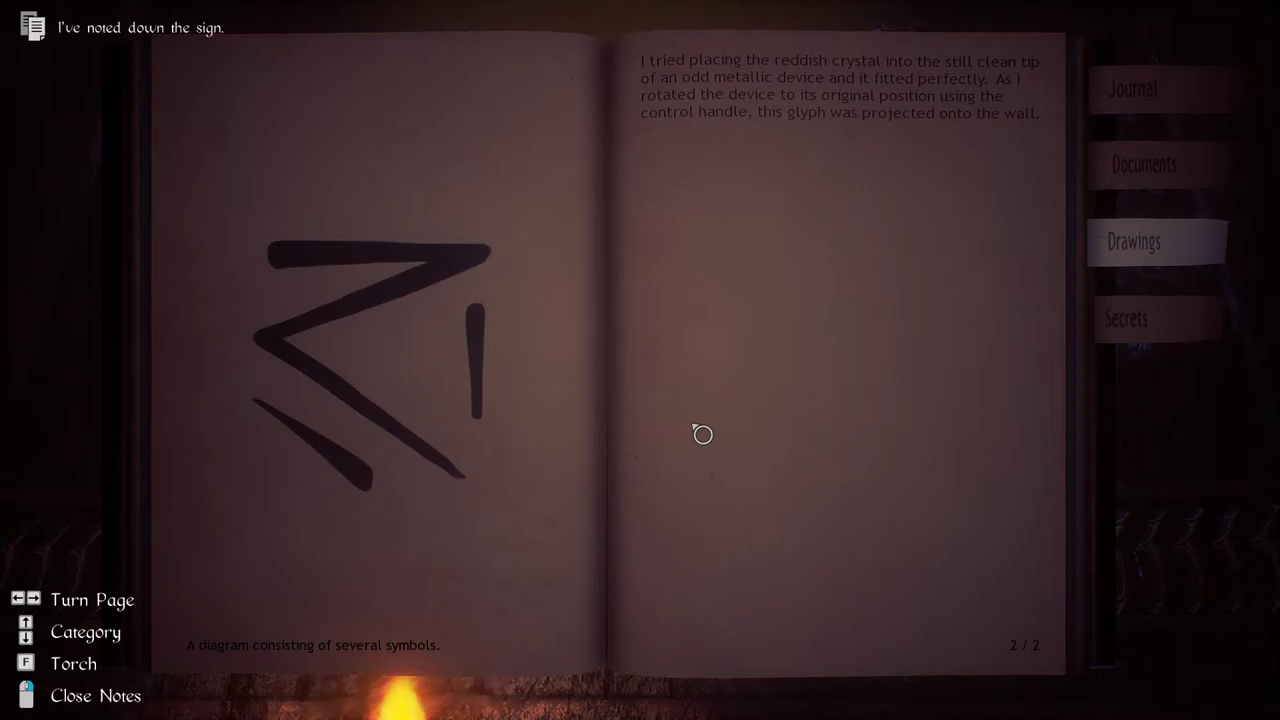 I've noted down the sign.
I tried placing the reddish crystal into the still clean tip
of an odd metallic device and it fitted perfectly. As I
rotated the device to its original position using the
control handle, this glyph was projected onto the wall.
Journal
Documents
Drawings
Secrets
Turn Page
Category
F Torch
Close Notes
A diagram consisting of several symbols.
2 / 2